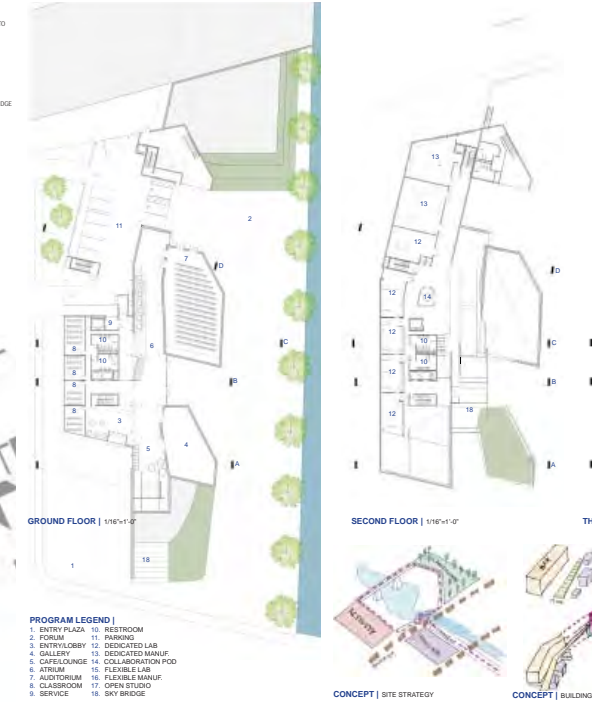 TO
DGE
11
2
7
D
9
10
6
C
8
10
8
B
8
8
3
4
5
A
18
1
GROUND FLOOR | 1/16"=1'-0"
13
13
12
D
12
14
12
10
C
12
10
B
12
18
A
SECOND FLOOR | 1/16"=1'-0"
TH
PROGRAM LEGEND |
1. ENTRY PLAZA 10. RESTROOM
2. FORUM 11. PARKING
3. ENTRY/LOBBY 12. DEDICATED LAB
4. GALLERY 13. DEDICATED MANUF.
5. CAFE/LOUNGE 14. COLLABORATION POD
6. ATRIUM 15. FLEXIBLE LAB
7. AUDITORIUM 16. FLEXIBLE MANUF.
8. CLASSROOM 17. OPEN STUDIO
9. SERVICE 18. SKY BRIDGE
CONCEPT | SITE STRATEGY
CONCEPT | BUILDING